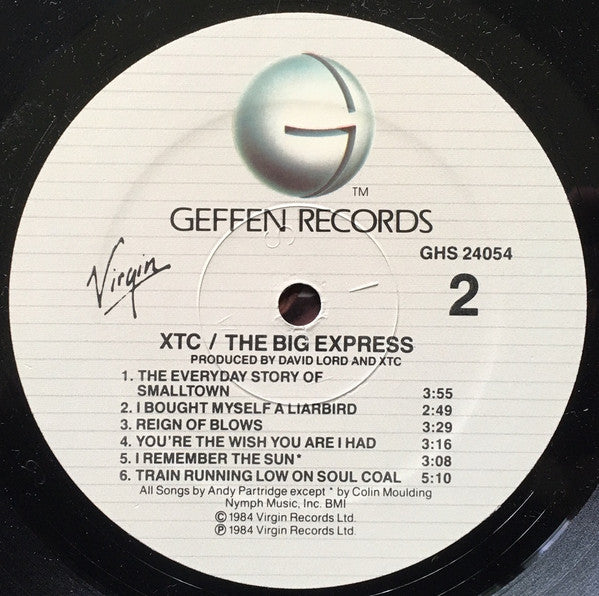 TM
GEFFEN RECORDS
GHS 24054
Virgin
2
XTC / THE BIG EXPRESS
PRODUCED BY DAVID LORD AND XTC
1. THE EVERYDAY STORY OF
SMALLTOWN 3:55
2. I BOUGHT MYSELF A LIARBIRD 2:49
3. REIGN OF BLOWS 3:29
4. YOU'RE THE WISH YOU ARE I HAD 3:16
5. I REMEMBER THE SUN* 3:08
6. TRAIN RUNNING LOW ON SOUL COAL 5:10
All Songs by Andy Partridge except * by Colin Moulding
Nymph Music, Inc. BMI
© 1984 Virgin Records Ltd.
℗ 1984 Virgin Records Ltd.